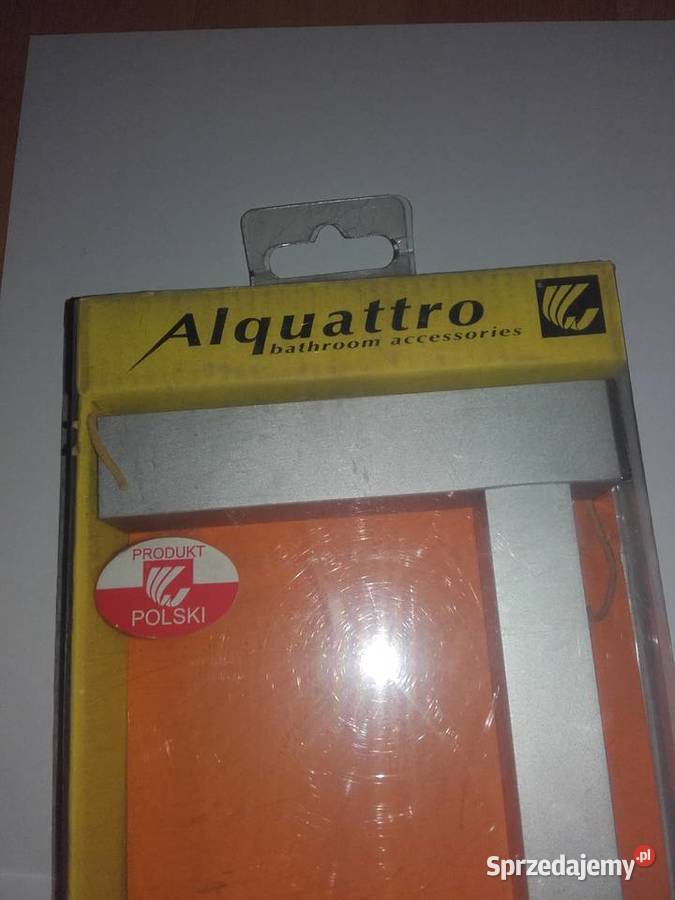 Alquattro
bathroom accessories
PRODUKT
POLSKI
Sprzedajemy.pl